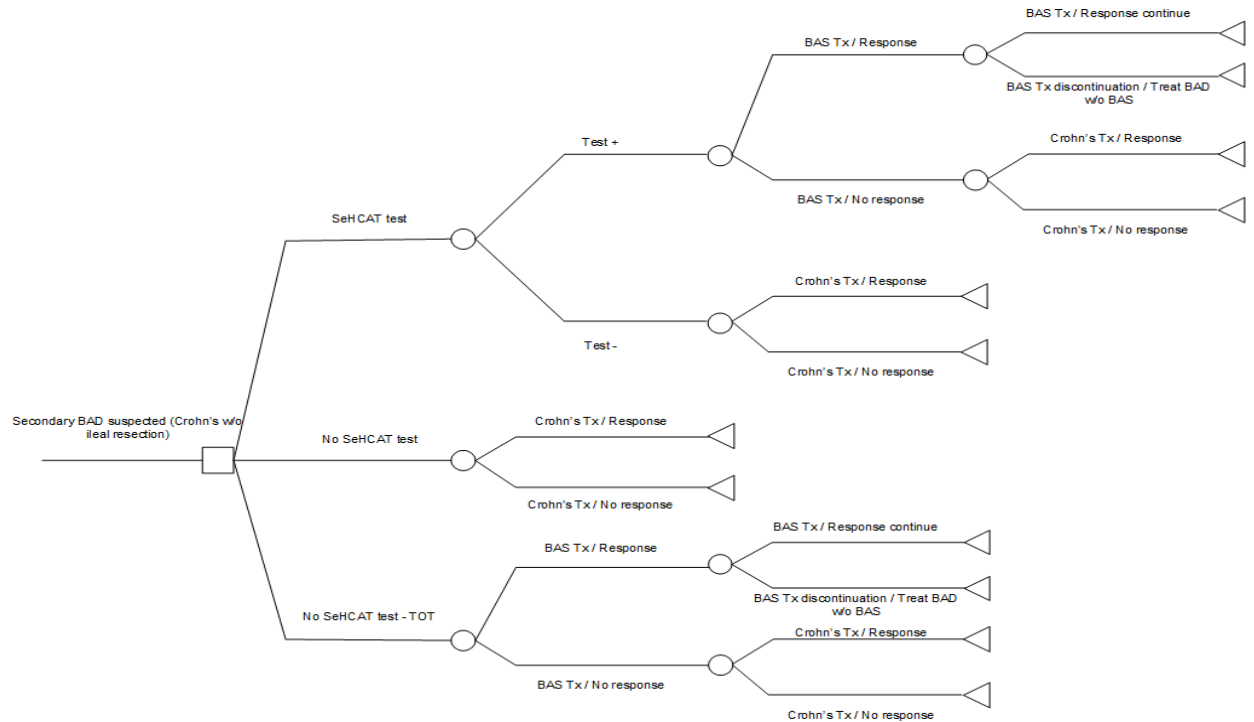 BAS Tx / Response continue
BAS Tx / Response
BAS Tx discontinuation / Treat BAD
w/o BAS
Test +
Crohn's Tx / Response
BAS Tx / No response
Crohn's Tx / No response
SeHCAT test
Crohn's Tx / Response
Test -
Crohn's Tx / No response
Secondary BAD suspected (Crohn's w/o
ileal resection)
Crohn's Tx / Response
No SeHCAT test
Crohn's Tx / No response
BAS Tx / Response continue
BAS Tx / Response
BAS Tx discontinuation / Treat BAD
w/o BAS
No SeHCAT test - TOT
Crohn's Tx / Response
BAS Tx / No response
Crohn's Tx / No response